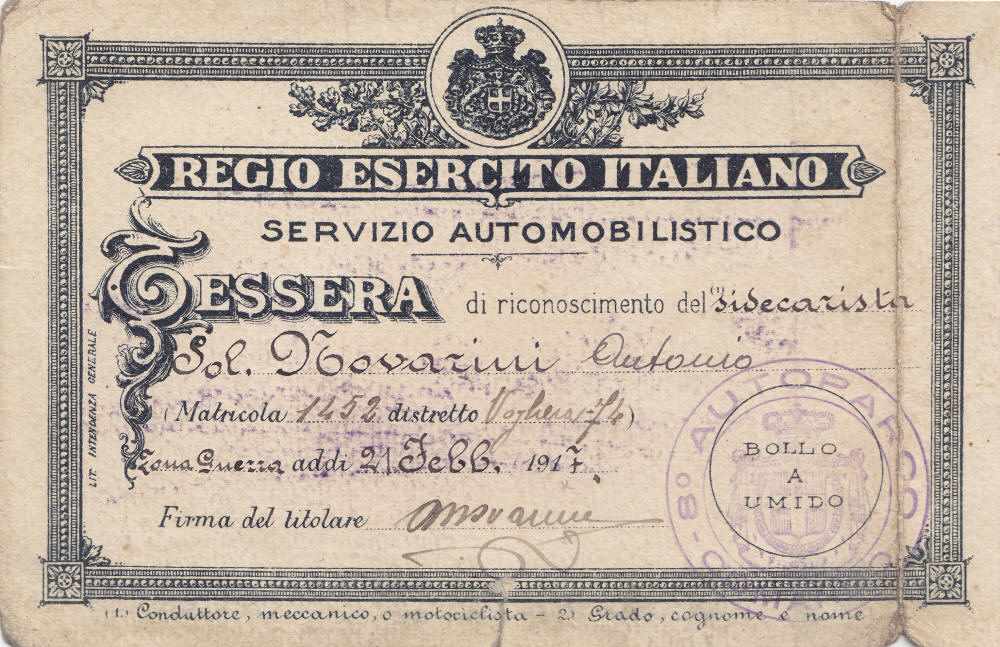 REGIO ESERCITO ITALIANO
SERVIZIO AUTOMOBILISTICO
TESSERA di riconoscimento del (1) sidecarista
Sol. Novarini Antonio
(Matricola 1452 distretto Voghera 74)
Zona Guerra addi 21 Febb. 1917
Firma del titolare
8° AUTOPARCO
BOLLO
A
UMIDO
LIT. INTENDENZA GENERALE
(1.) Conduttore, meccanico, o motociclista - 2.) Grado, cognome e nome